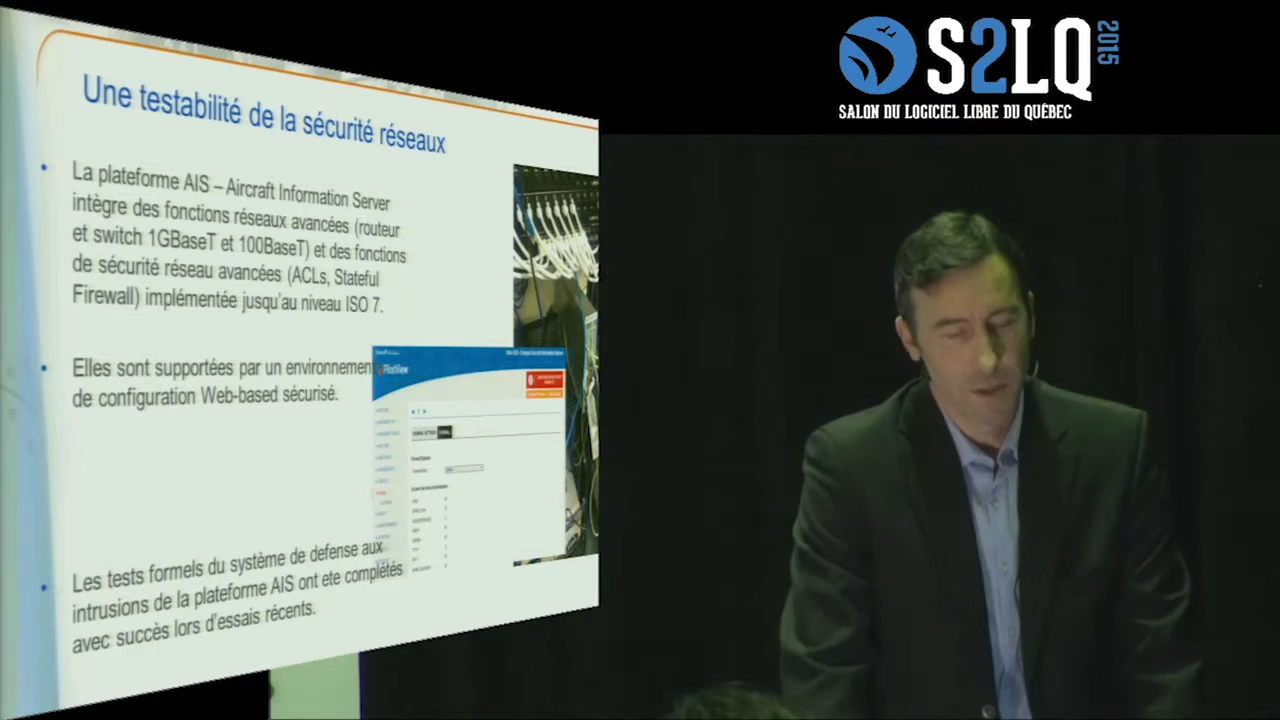 S2LQ
2015
SALON DU LOGICIEL LIBRE DU QUÉBEC
Une testabilité de la sécurité réseaux
• La plateforme AIS – Aircraft Information Server
intègre des fonctions réseaux avancées (routeur
et switch 1GBaseT et 100BaseT) et des fonctions
de sécurité réseau avancées (ACLs, Stateful
Firewall) implémentée jusqu'au niveau ISO 7.
• Elles sont supportées par un environnemen
de configuration Web-based sécurisé.
PilotView
• Les tests formels du système de defense aux
intrusions de la plateforme AIS ont ete complétés
avec succès lors d'essais récents.